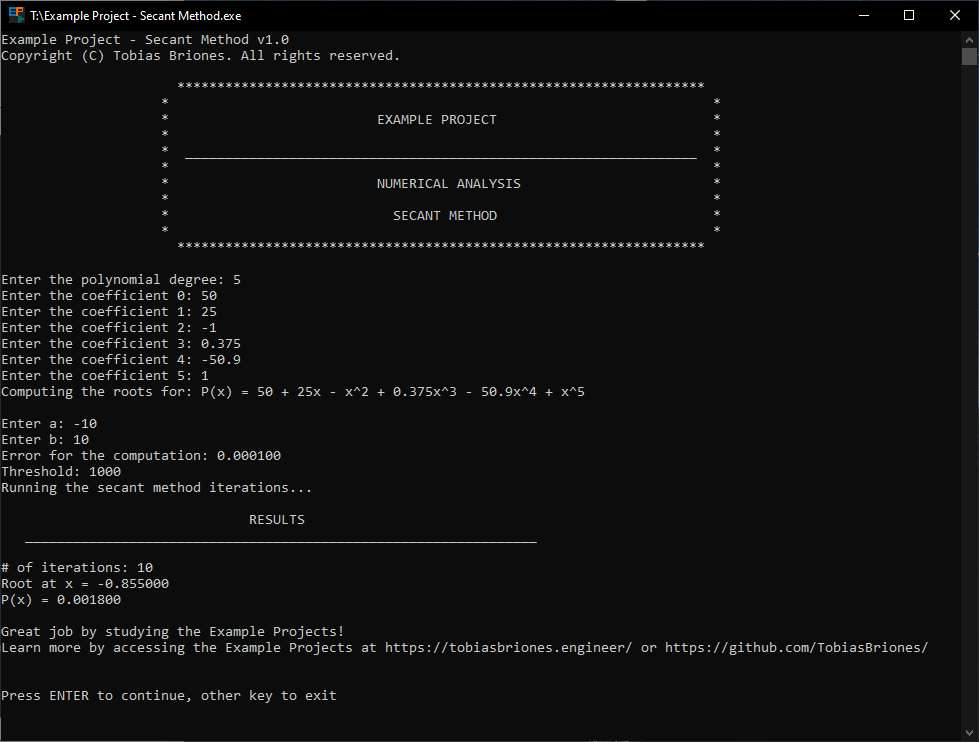 T:\Example Project - Secant Method.exe
Example Project - Secant Method v1.0
Copyright (C) Tobias Briones. All rights reserved.
******************************************************************
* *
* EXAMPLE PROJECT *
* *
* ________________________________________________________________ *
* *
* NUMERICAL ANALYSIS *
* *
* SECANT METHOD *
* *
******************************************************************
Enter the polynomial degree: 5
Enter the coefficient 0: 50
Enter the coefficient 1: 25
Enter the coefficient 2: -1
Enter the coefficient 3: 0.375
Enter the coefficient 4: -50.9
Enter the coefficient 5: 1
Computing the roots for: P(x) = 50 + 25x - x^2 + 0.375x^3 - 50.9x^4 + x^5
Enter a: -10
Enter b: 10
Error for the computation: 0.000100
Threshold: 1000
Running the secant method iterations...
RESULTS
________________________________________________________________
# of iterations: 10
Root at x = -0.855000
P(x) = 0.001800
Great job by studying the Example Projects!
Learn more by accessing the Example Projects at https://tobiasbriones.engineer/ or https://github.com/TobiasBriones/
Press ENTER to continue, other key to exit